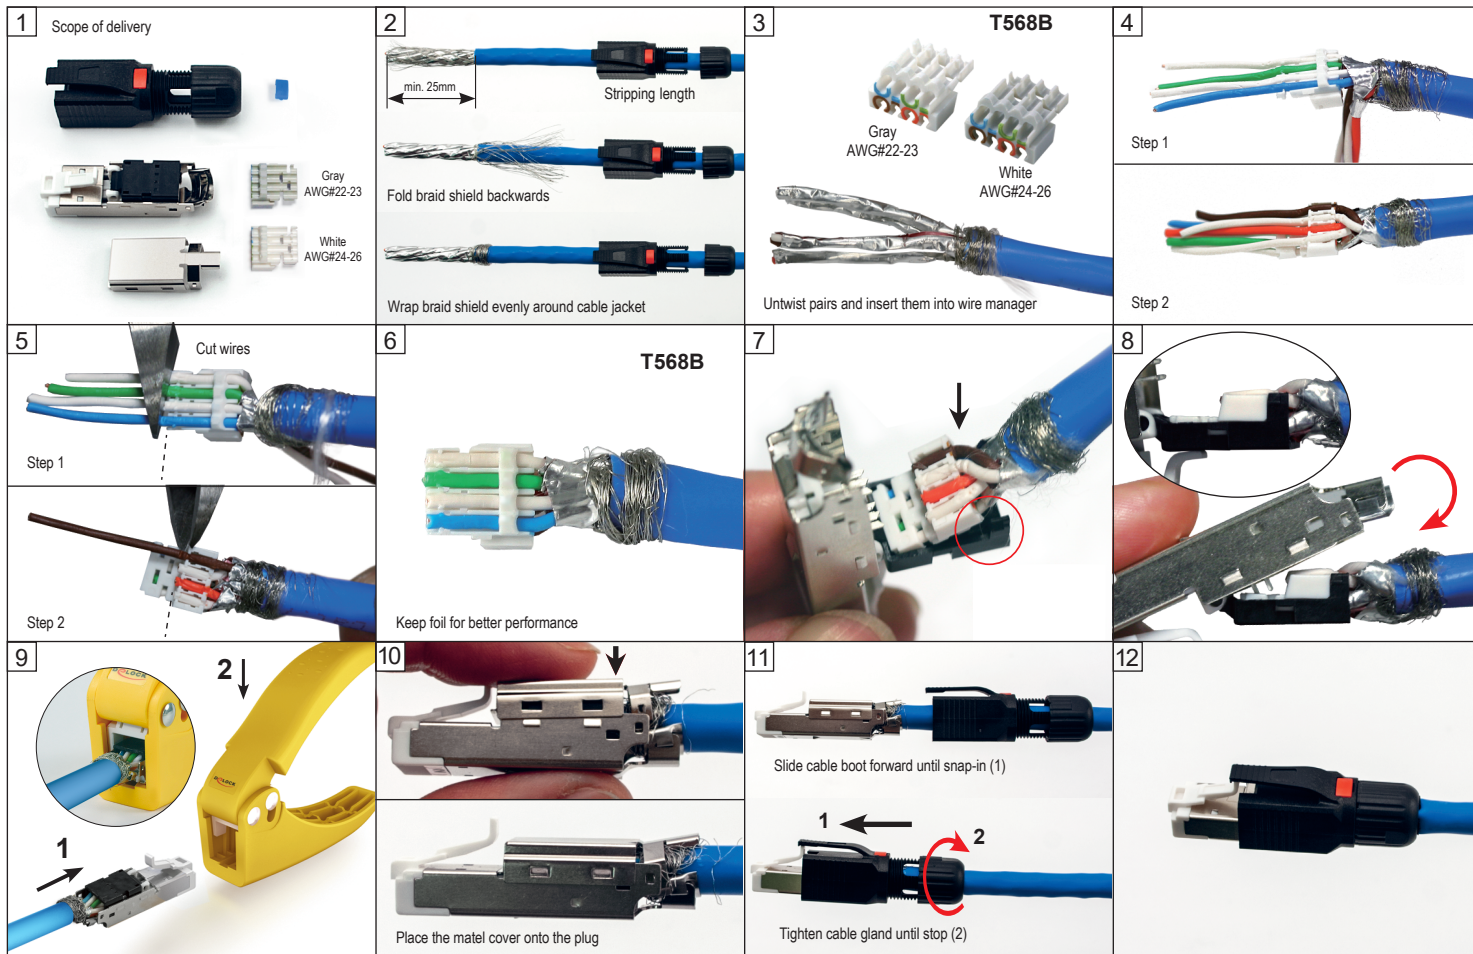 1
Scope of delivery
Gray
AWG#22-23
White
AWG#24-26
2
min. 25mm
Stripping length
Fold braid shield backwards
Wrap braid shield evenly around cable jacket
3
T568B
Gray
AWG#22-23
White
AWG#24-26
Untwist pairs and insert them into wire manager
4
Step 1
Step 2
5
Cut wires
Step 1
Step 2
6
T568B
Keep foil for better performance
7
8
9
2
DELOCK
1
10
Place the matel cover onto the plug
11
Slide cable boot forward until snap-in (1)
1
2
Tighten cable gland until stop (2)
12